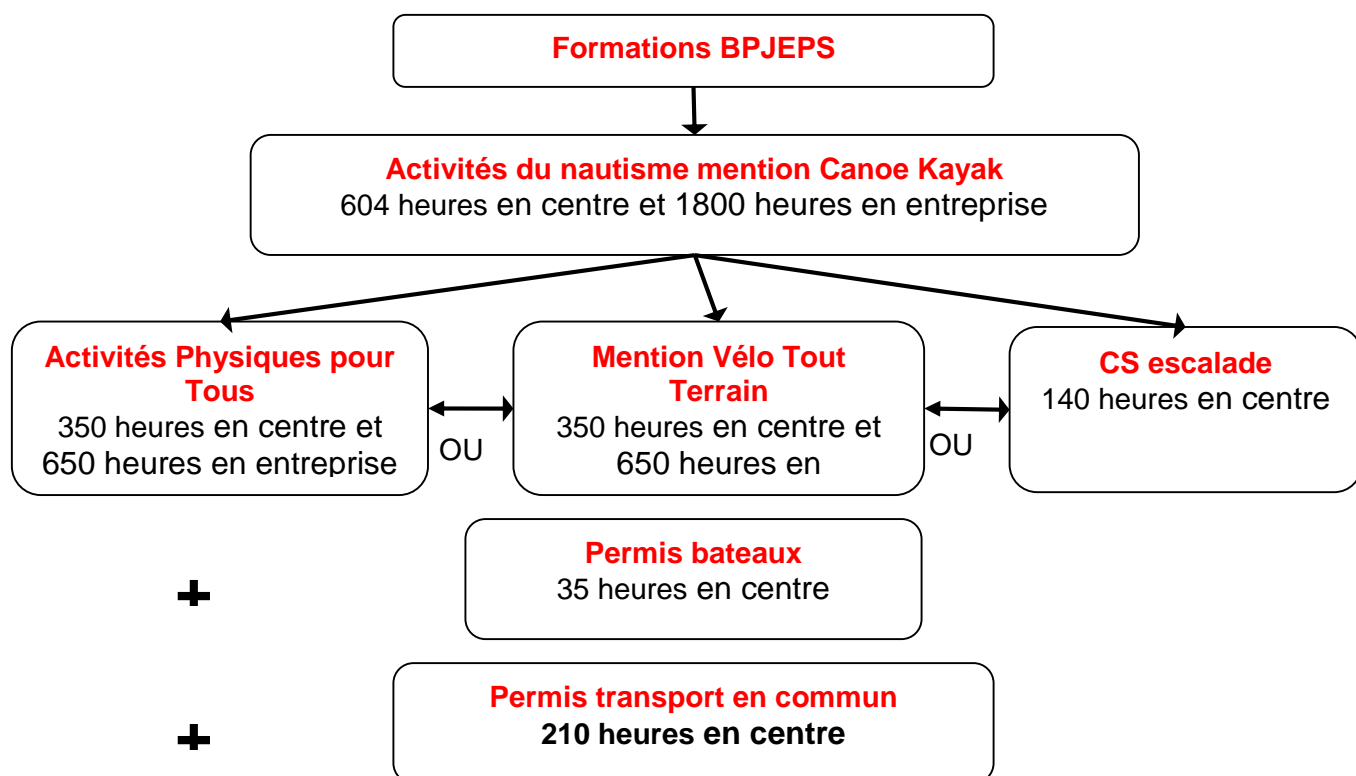 Formations BPJEPS
Activités du nautisme mention Canoe Kayak
604 heures en centre et 1800 heures en entreprise
Activités Physiques pour
Tous
350 heures en centre et
650 heures en entreprise
OU
Mention Vélo Tout
Terrain
350 heures en centre et
650 heures en
OU
CS escalade
140 heures en centre
+
Permis bateaux
35 heures en centre
+
Permis transport en commun
210 heures en centre